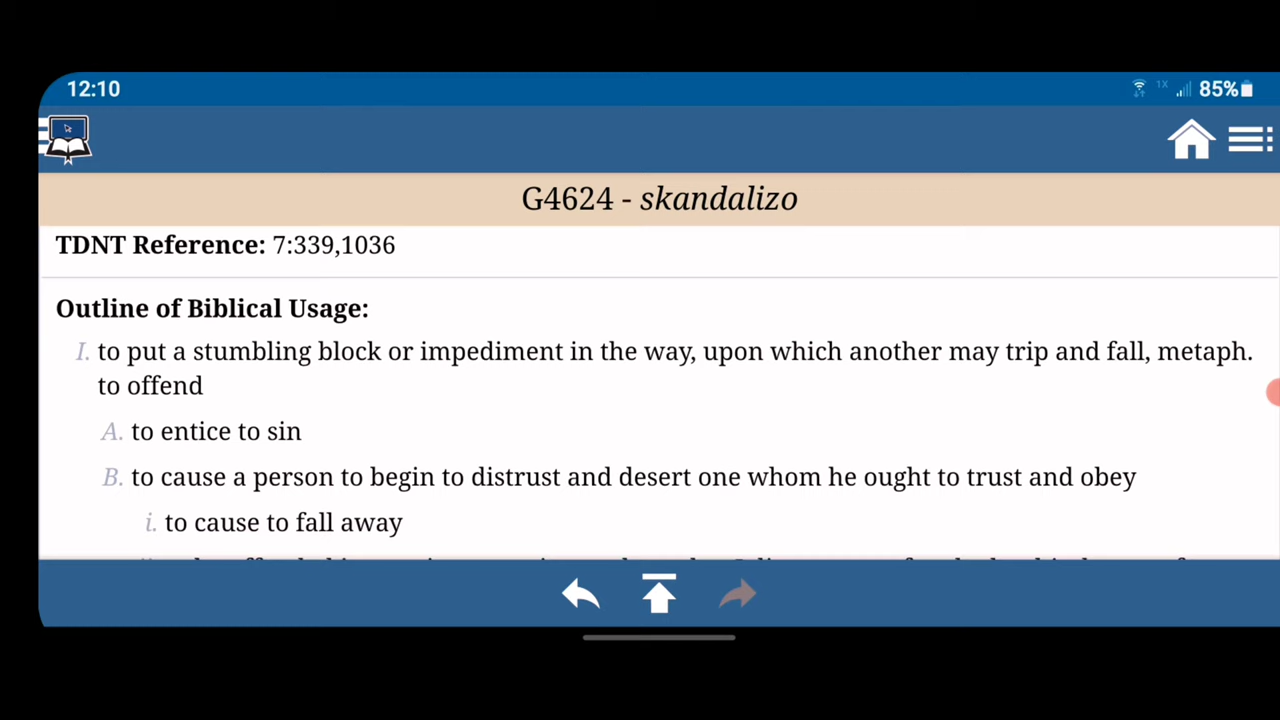 12:10
1X
85%
G4624 - skandalizo
TDNT Reference: 7:339,1036
Outline of Biblical Usage:
I. to put a stumbling block or impediment in the way, upon which another may trip and fall, metaph.
to offend
A. to entice to sin
B. to cause a person to begin to distrust and desert one whom he ought to trust and obey
i. to cause to fall away